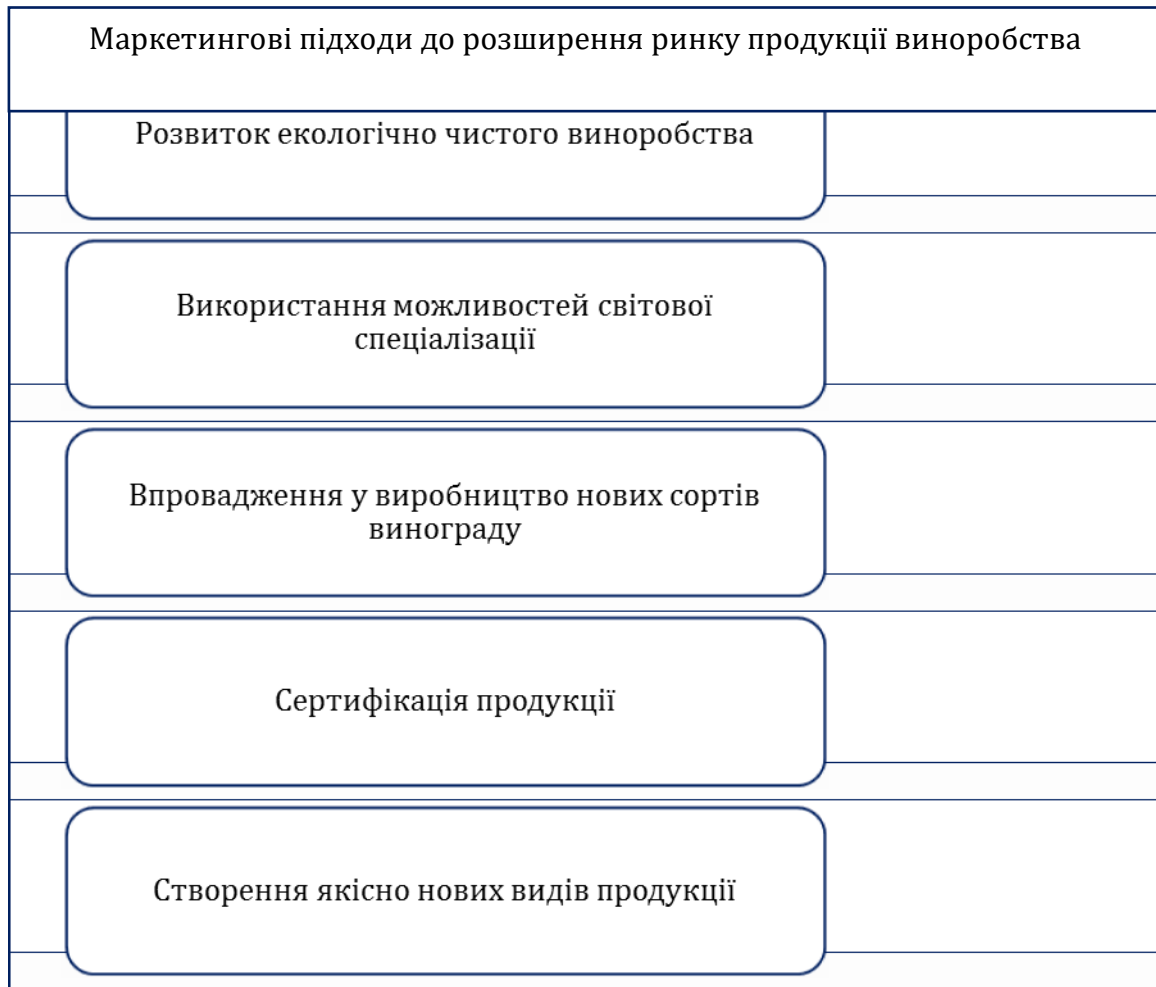 Маркетингові підходи до розширення ринку продукції виноробства
Розвиток екологічно чистого виноробства
Використання можливостей світової
спеціалізації
Впровадження у виробництво нових сортів
винограду
Сертифікація продукції
Створення якісно нових видів продукції